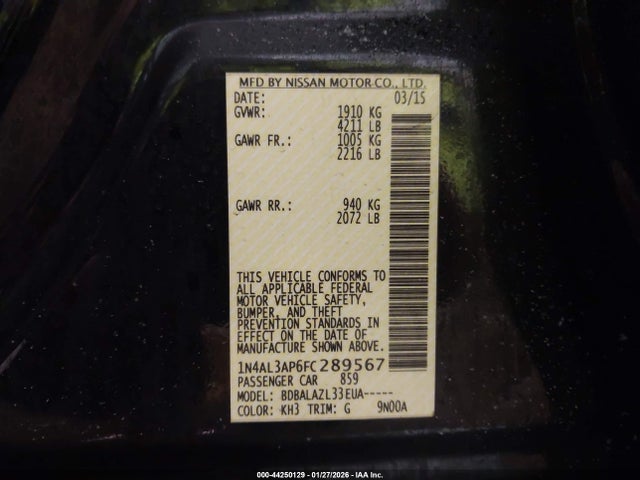 MFD BY NISSAN MOTOR CO., LTD.
DATE: 03/15
GVWR: 1910 KG
4211 LB
GAWR FR.: 1005 KG
2216 LB
GAWR RR.: 940 KG
2072 LB
THIS VEHICLE CONFORMS TO
ALL APPLICABLE FEDERAL
MOTOR VEHICLE SAFETY,
BUMPER, AND THEFT
PREVENTION STANDARDS IN
EFFECT ON THE DATE OF
MANUFACTURE SHOWN ABOVE.
1N4AL3AP6FC289567
PASSENGER CAR 859
MODEL: BDBALAZL33EUA-----
COLOR: KH3 TRIM: G 9N00A
000-44250129 - 01/27/2026 - IAA Inc.